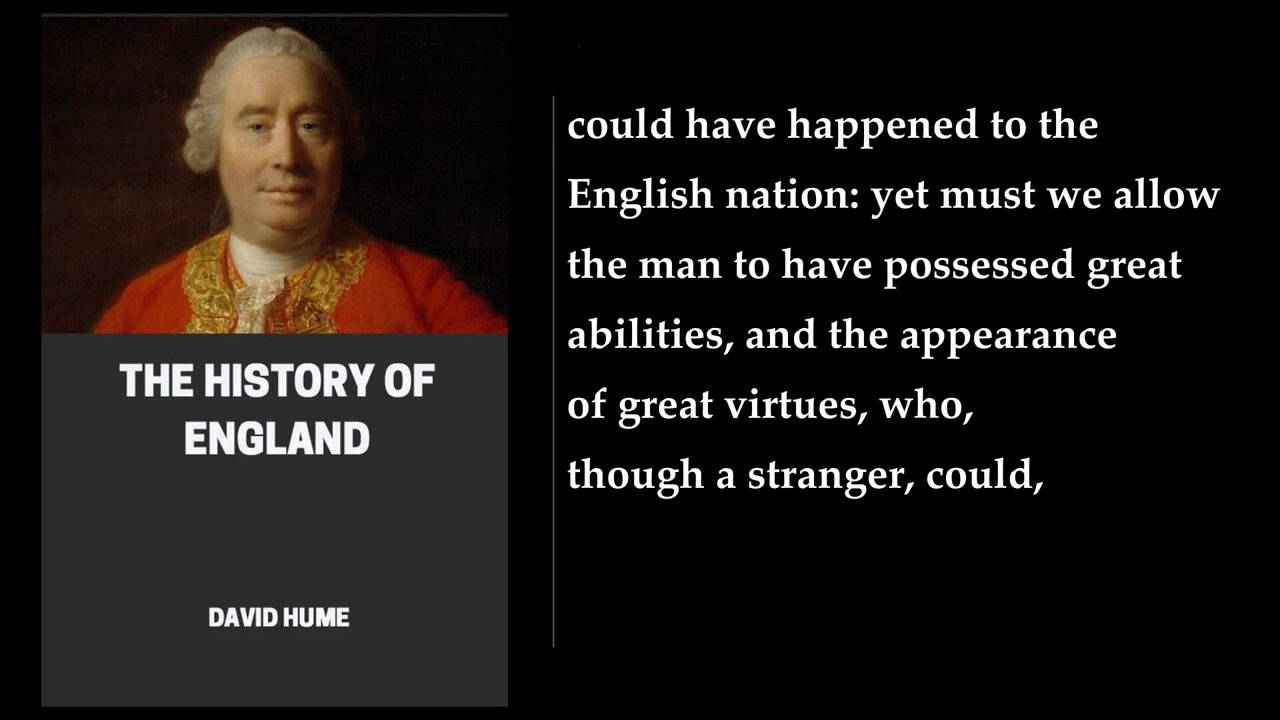 THE HISTORY OF
ENGLAND
DAVID HUME
could have happened to the
English nation: yet must we allow
the man to have possessed great
abilities, and the appearance
of great virtues, who,
though a stranger, could,